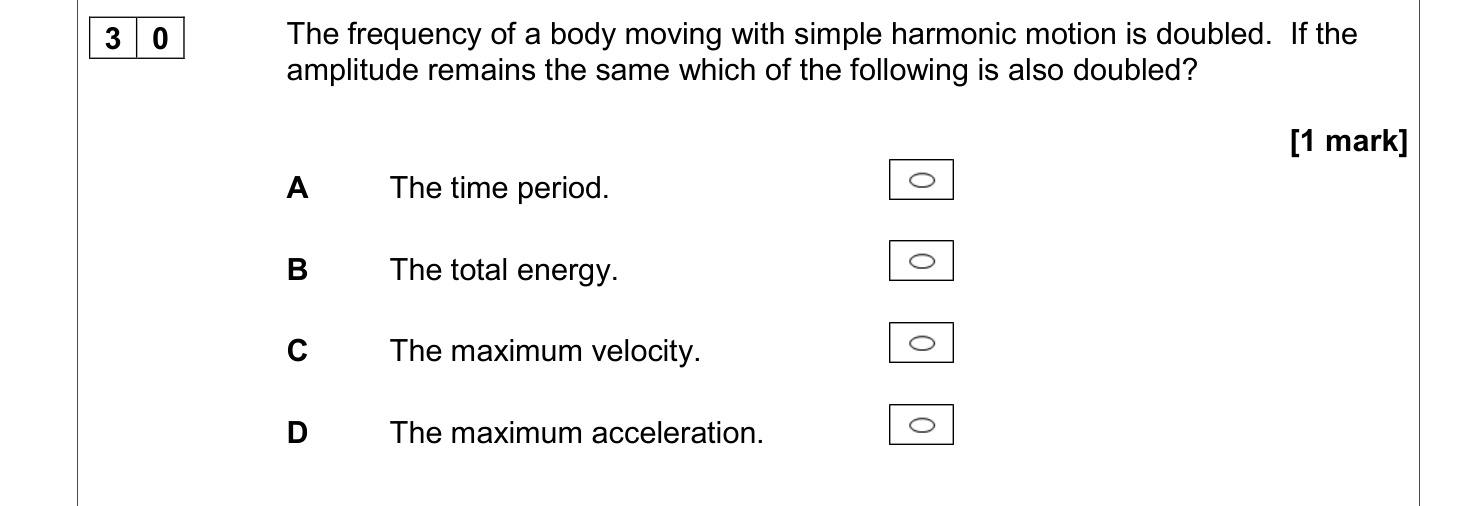 3 0
The frequency of a body moving with simple harmonic motion is doubled. If the
amplitude remains the same which of the following is also doubled?
[1 mark]
A The time period.
B The total energy.
C The maximum velocity.
D The maximum acceleration.